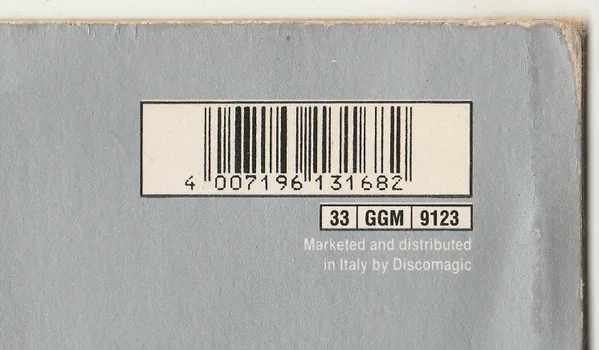 4 007196 131682
33 GGM 9123
Marketed and distributed
in Italy by Discomagic